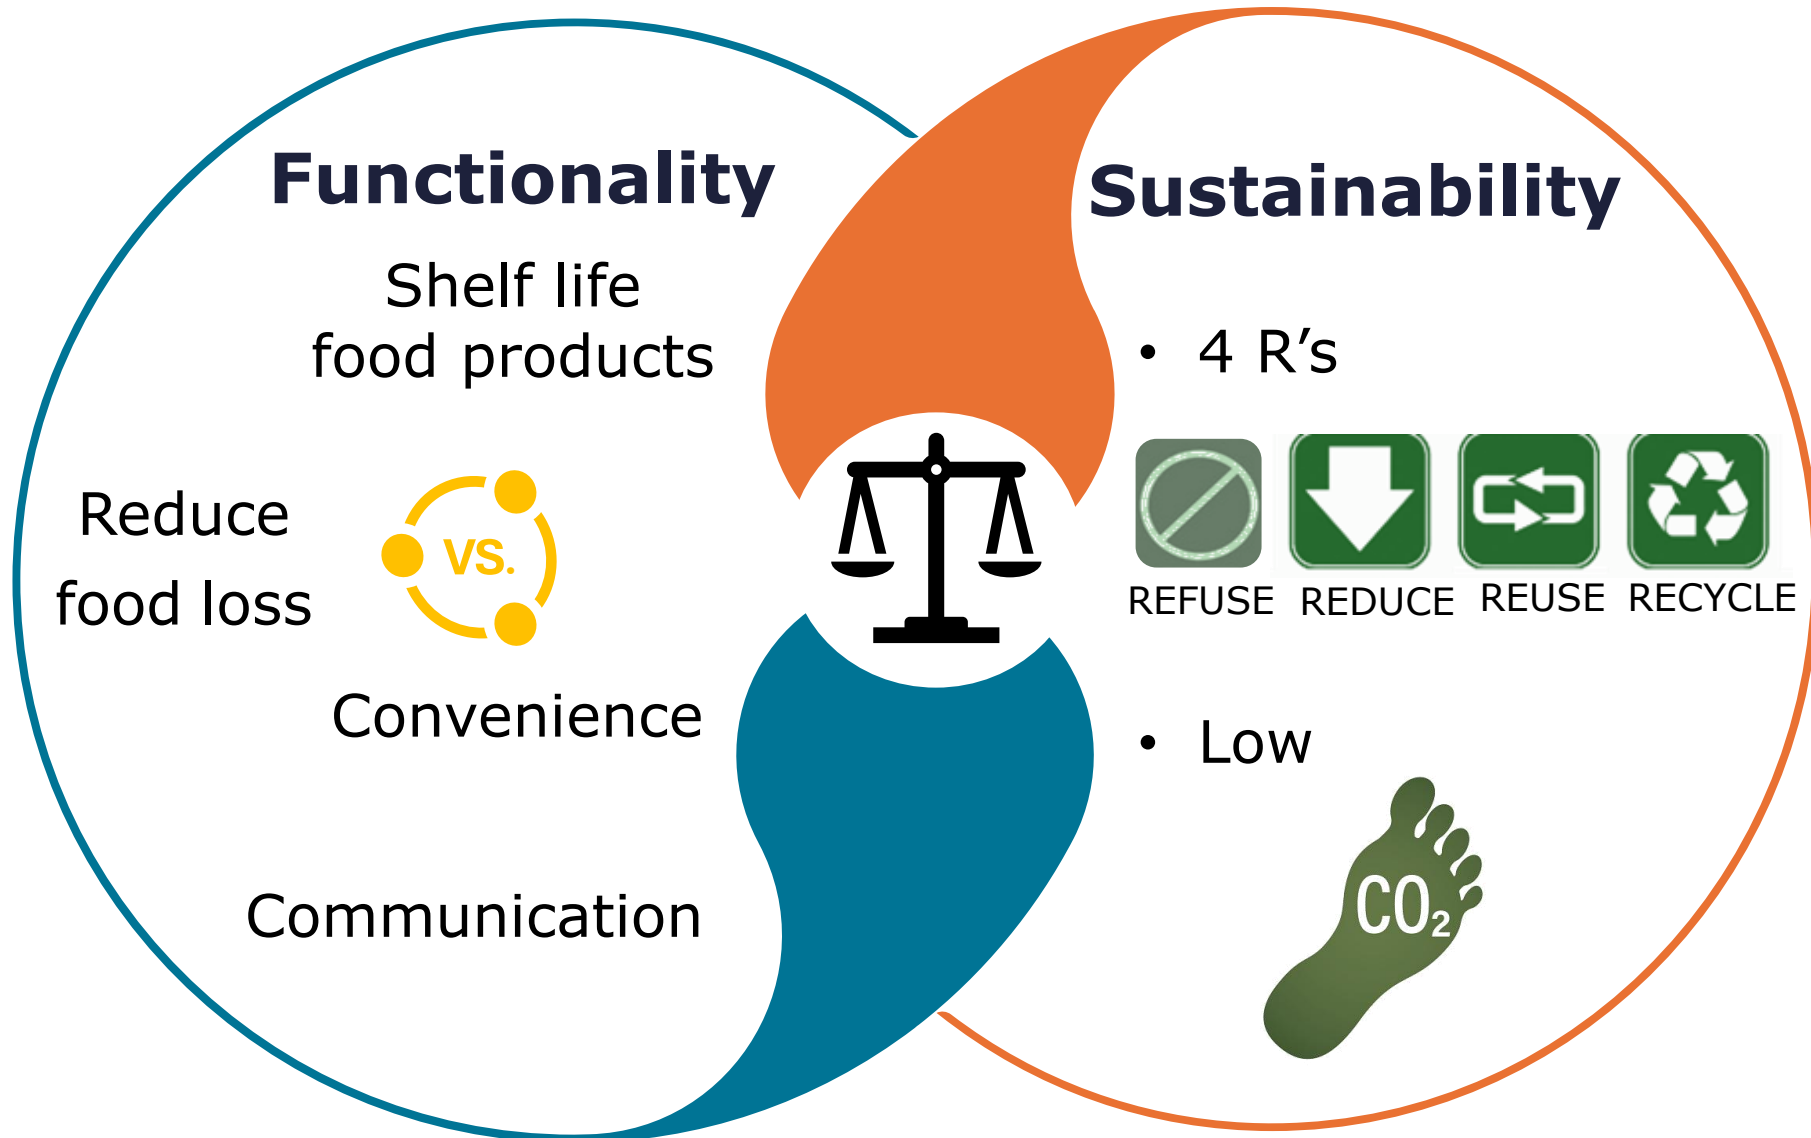 Functionality
Shelf life
food products
Reduce
food loss
VS.
Convenience
Communication
Sustainability
• 4 R’s
REFUSE REDUCE REUSE RECYCLE
• Low
CO₂